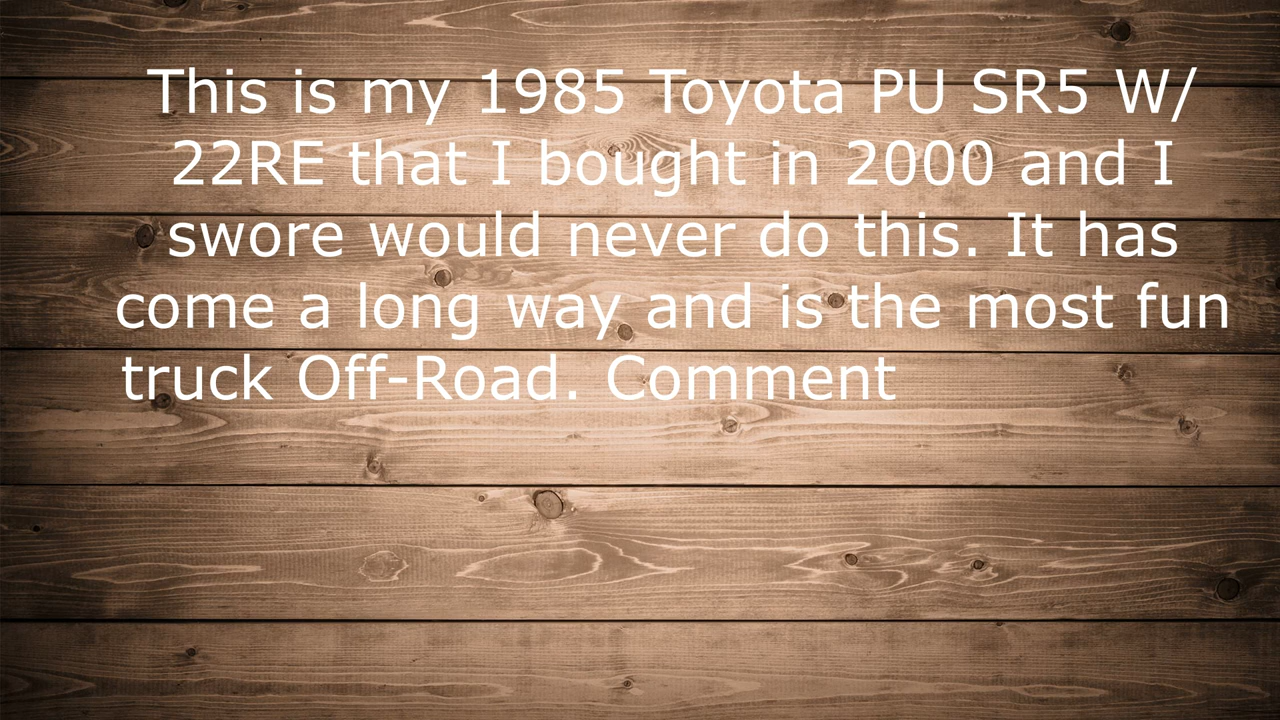 This is my 1985 Toyota PU SR5 W/
22RE that I bought in 2000 and I
swore would never do this. It has
come a long way and is the most fun
truck Off-Road. Comment